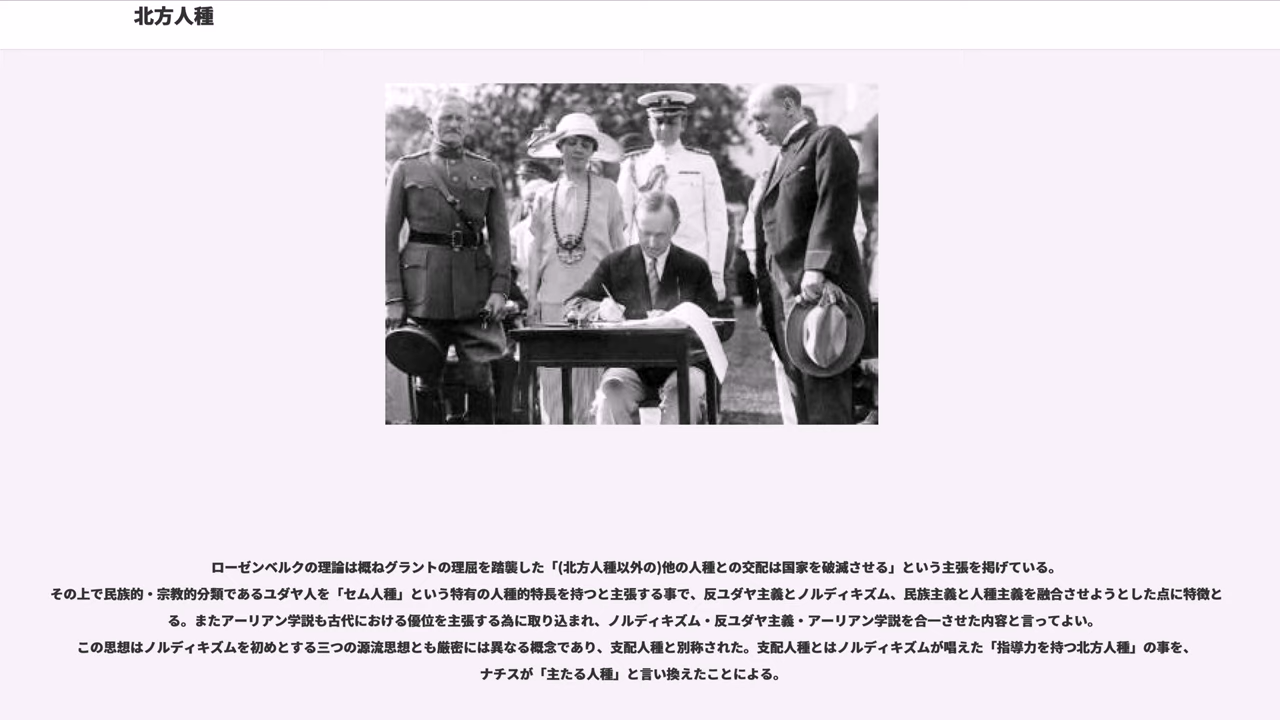 北方人種
ローゼンベルクの理論は概ねグラントの理屈を踏襲した「(北方人種以外の)他の人種との交配は国家を破滅させる」という主張を掲げている。
その上で民族的・宗教的分類であるユダヤ人を「セム人種」という特有の人種的特長を持つと主張する事で、反ユダヤ主義とノルディキズム、民族主義と人種主義を融合させようとした点に特徴と
る。またアーリアン学説も古代における優位を主張する為に取り込まれ、ノルディキズム・反ユダヤ主義・アーリアン学説を合一させた内容と言ってよい。
この思想はノルディキズムを初めとする三つの源流思想とも厳密には異なる概念であり、支配人種と別称された。支配人種とはノルディキズムが唱えた「指導力を持つ北方人種」の事を、
ナチスが「主たる人種」と言い換えたことによる。